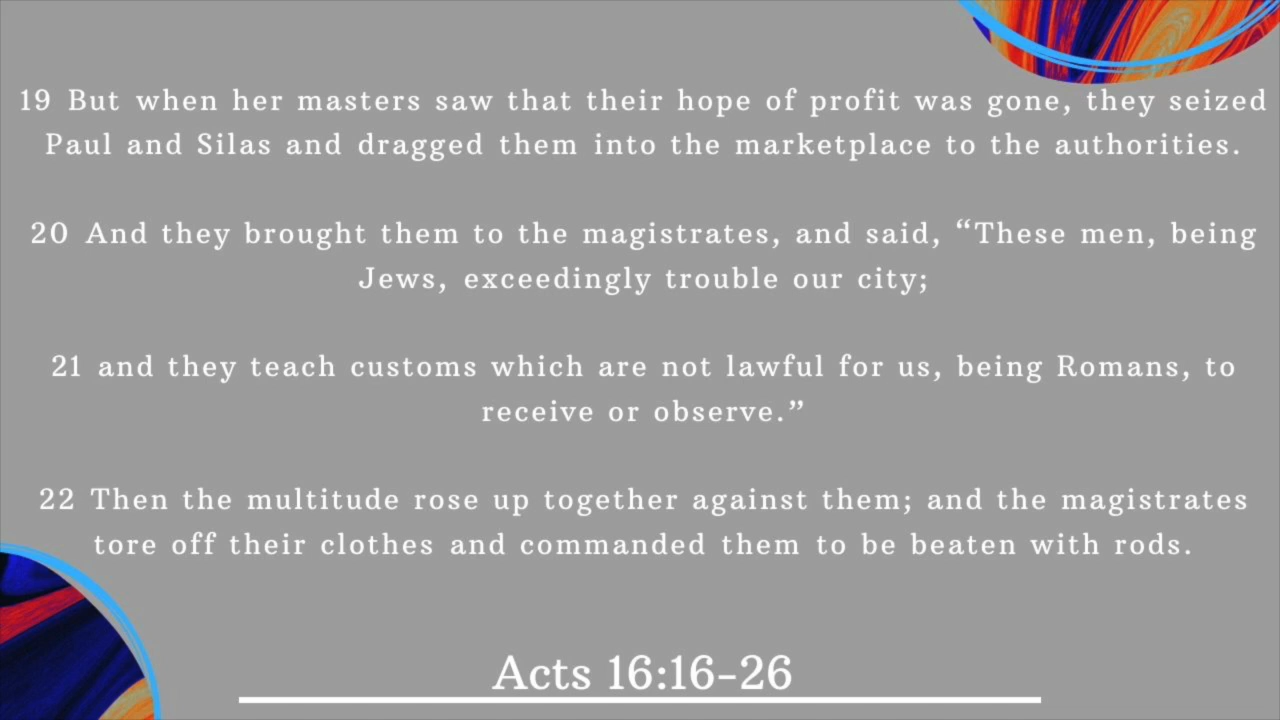 19 But when her masters saw that their hope of profit was gone, they seized
Paul and Silas and dragged them into the marketplace to the authorities.
20 And they brought them to the magistrates, and said, “These men, being
Jews, exceedingly trouble our city;
21 and they teach customs which are not lawful for us, being Romans, to
receive or observe.”
22 Then the multitude rose up together against them; and the magistrates
tore off their clothes and commanded them to be beaten with rods.
Acts 16:16-26